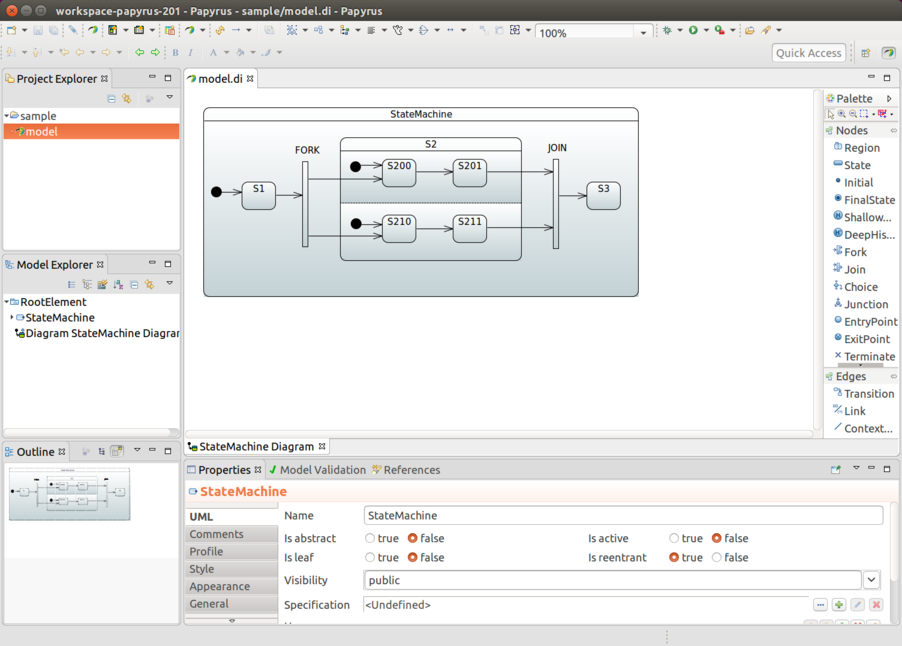 workspace-papyrus-201 - Papyrus - sample/model.di - Papyrus
100%
B I A
Quick Access
Project Explorer
sample
model
Model Explorer
RootElement
StateMachine
Diagram StateMachine Diagrar
Outline
model.di
StateMachine
FORK
S2
JOIN
S200
S201
S1
S3
S210
S211
Palette
Nodes
Region
State
Initial
FinalState
Shallow...
DeepHis...
Fork
Join
Choice
Junction
EntryPoint
ExitPoint
Terminate
Edges
Transition
Link
Context...
StateMachine Diagram
Properties
Model Validation
References
StateMachine
UML
Comments
Profile
Style
Appearance
General
Name StateMachine
Is abstract true false Is active true false
Is leaf true false Is reentrant true false
Visibility public
Specification <Undefined>